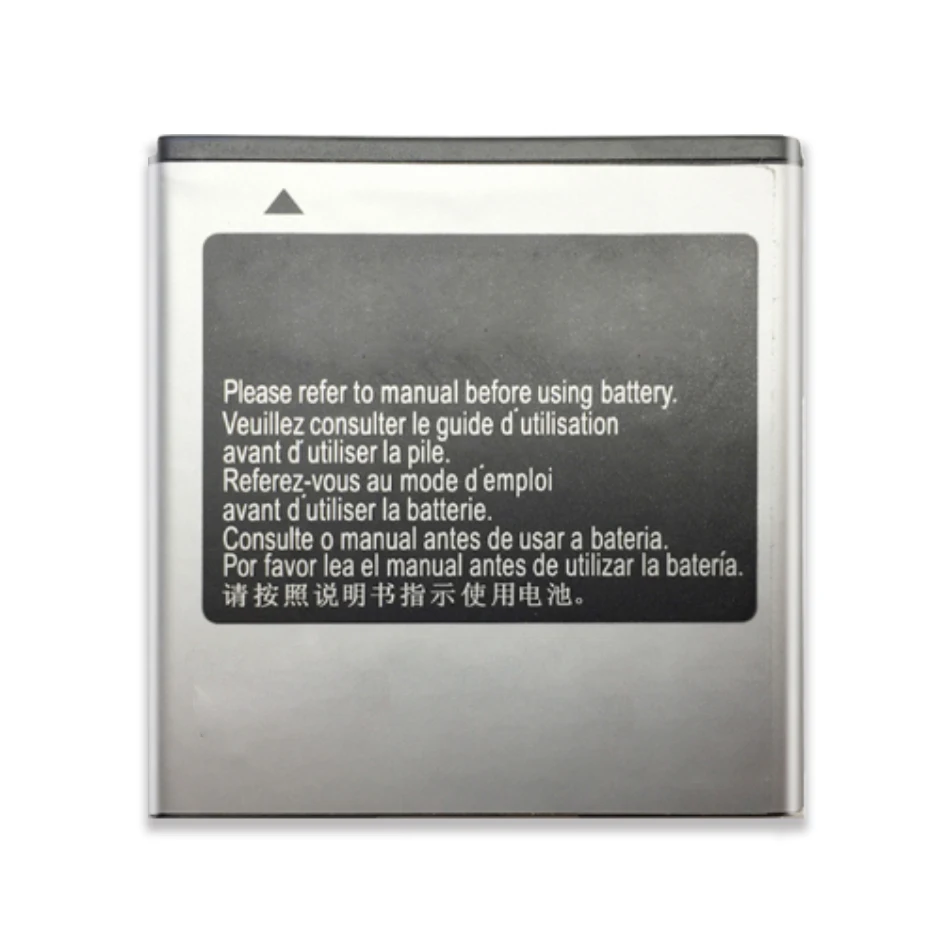 Please refer to manual before using battery.
Veuillez consulter le guide d´utilisation
avant d´utiliser la pile.
Referez-vous au mode d´emploi
avant d´utiliser la batterie.
Consulte o manual antes de usar a bateria.
Por favor lea el manual antes de utilizar la batería.
请按照说明书指示使用电池。